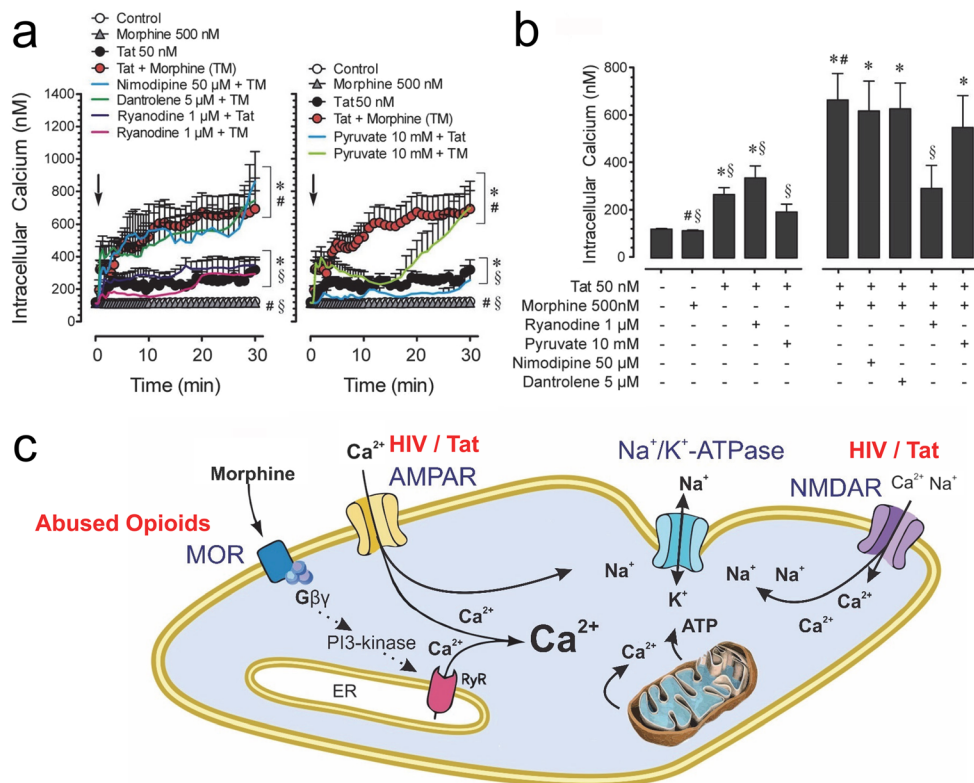 a
Control
Morphine 500 nM
Tat 50 nM
Tat + Morphine (TM)
Nimodipine 50 µM + TM
Dantrolene 5 µM + TM
Ryanodine 1 µM + Tat
Ryanodine 1 µM + TM
Intracellular Calcium (nM)
1400
1200
1000
800
600
400
200
0
*
#
*
§
# §
0 10 20 30
Time (min)
Control
Morphine 500 nM
Tat 50 nM
Tat + Morphine (TM)
Pyruvate 10 mM + Tat
Pyruvate 10 mM + TM
*
#
*
§
# §
0 10 20 30
Time (min)
b
Intracellular Calcium (nM)
800
600
400
200
0
#§ *§ *§ § *# * * § *
Tat 50 nM - - + + + + + + + +
Morphine 500nM - + - - - + + + + +
Ryanodine 1 µM - - - + - - - - + -
Pyruvate 10 mM - - - - + - - - - +
Nimodipine 50 µM - - - - - - + - - -
Dantrolene 5 µM - - - - - - - + - -
c
Morphine
Abused Opioids
MOR
Gβγ
PI3-kinase
ER
RyR
Ca²⁺
HIV / Tat
Ca²⁺
AMPAR
Ca²⁺
Ca²⁺
Na⁺
Na⁺/K⁺-ATPase
Na⁺
K⁺
ATP
Ca²⁺
HIV / Tat
NMDAR
Ca²⁺ Na⁺
Na⁺
Na⁺
Ca²⁺
Ca²⁺